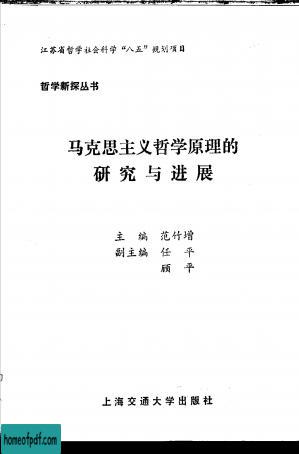 江苏省哲学社会科学“八五”规划项目
哲学新探丛书
马克思主义哲学原理的
研究与进展
主 编 范竹增
副主编 任 平
顾 平
上海交通大学出版社
homeofpdf.com